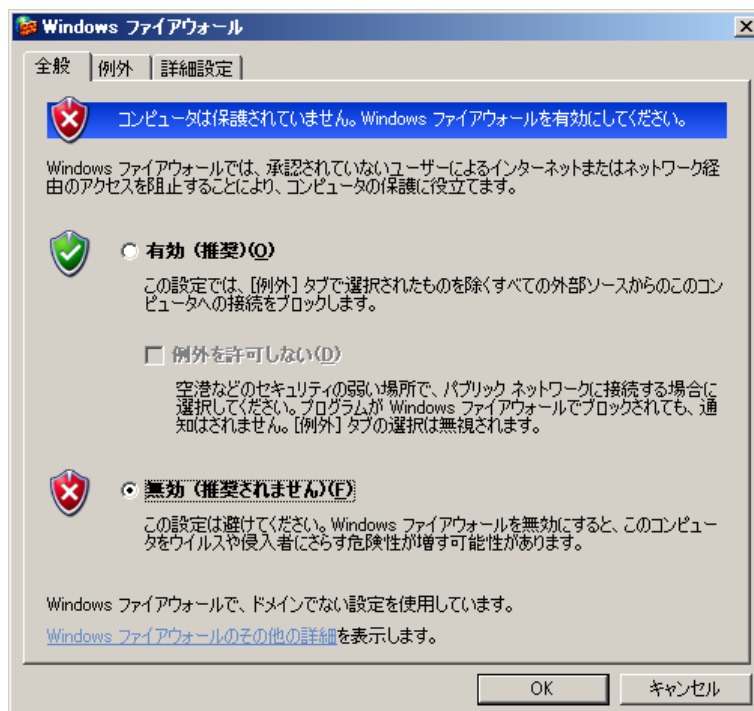 Windows ファイアウォール
全般 例外 詳細設定
コンピュータは保護されていません。Windows ファイアウォールを有効にしてください。
Windows ファイアウォールでは、承認されていないユーザーによるインターネットまたはネットワーク経
由のアクセスを阻止することにより、コンピュータの保護に役立てます。
有効 (推奨)(O)
この設定では、[例外] タブで選択されたものを除くすべての外部ソースからのこのコン
ピュータへの接続をブロックします。
例外を許可しない(D)
空港などのセキュリティの弱い場所で、パブリック ネットワークに接続する場合に
選択してください。プログラムが Windows ファイアウォールでブロックされても、通
知はされません。[例外] タブの選択は無視されます。
無効 (推奨されません)(F)
この設定は避けてください。Windows ファイアウォールを無効にすると、このコンピュー
タをウイルスや侵入者にさらす危険性が増す可能性があります。
Windows ファイアウォールで、ドメインでない設定を使用しています。
Windows ファイアウォールのその他の詳細を表示します。
OK キャンセル